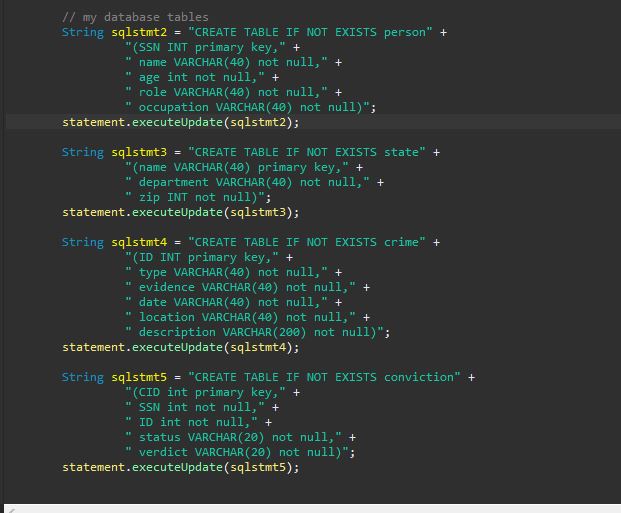 // my database tables
String sqlstmt2 = "CREATE TABLE IF NOT EXISTS person" +
"(SSN INT primary key," +
" name VARCHAR(40) not null," +
" age int not null," +
" role VARCHAR(40) not null," +
" occupation VARCHAR(40) not null)";
statement.executeUpdate(sqlstmt2);
String sqlstmt3 = "CREATE TABLE IF NOT EXISTS state" +
"(name VARCHAR(40) primary key," +
" department VARCHAR(40) not null," +
" zip INT not null)";
statement.executeUpdate(sqlstmt3);
String sqlstmt4 = "CREATE TABLE IF NOT EXISTS crime" +
"(ID INT primary key," +
" type VARCHAR(40) not null," +
" evidence VARCHAR(40) not null," +
" date VARCHAR(40) not null," +
" location VARCHAR(40) not null," +
" description VARCHAR(200) not null)";
statement.executeUpdate(sqlstmt4);
String sqlstmt5 = "CREATE TABLE IF NOT EXISTS conviction" +
"(CID int primary key," +
" SSN int not null," +
" ID int not null," +
" status VARCHAR(20) not null," +
" verdict VARCHAR(20) not null)";
statement.executeUpdate(sqlstmt5);